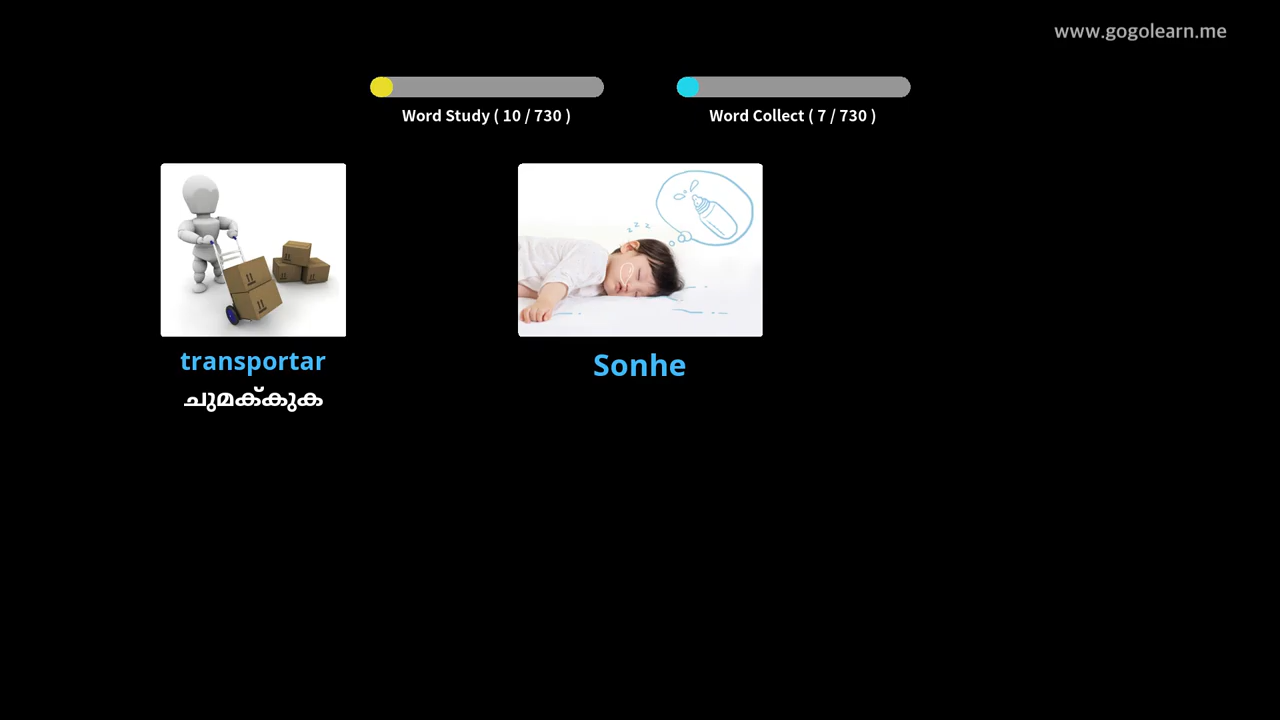 www.gogolearn.me
Word Study ( 10 / 730 )
Word Collect ( 7 / 730 )
transportar
ചുമക്കുക
Sonhe